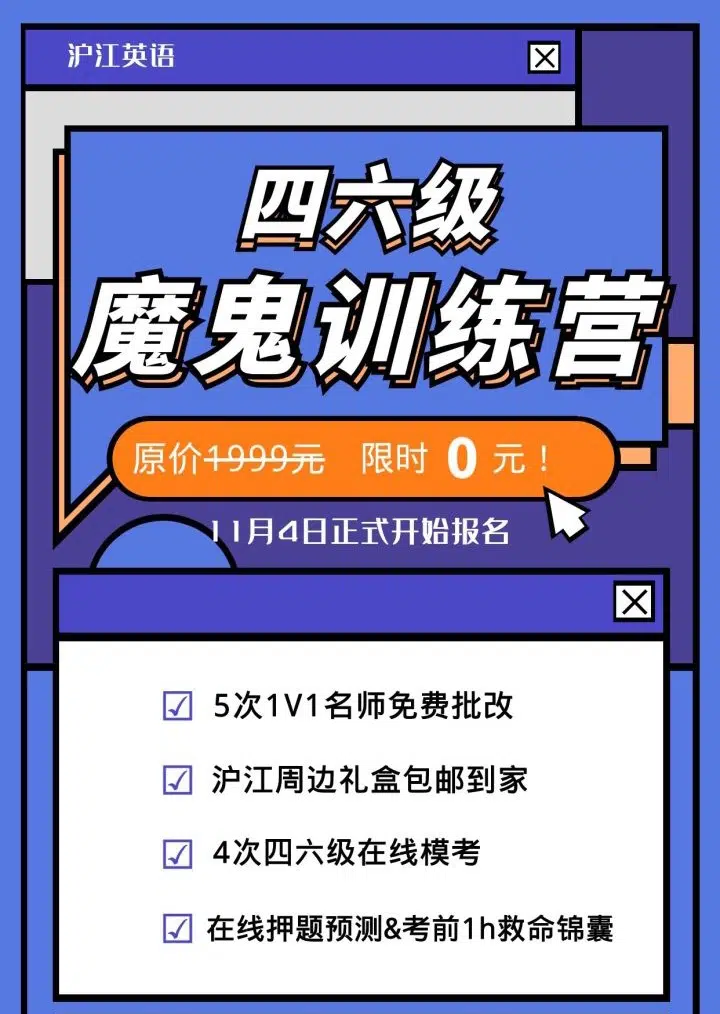 沪江英语
四六级
魔鬼训练营
原价1999元 限时 0 元！
11月4日正式开始报名
5次1V1名师免费批改
沪江周边礼盒包邮到家
4次四六级在线模考
在线押题预测&考前1h救命锦囊